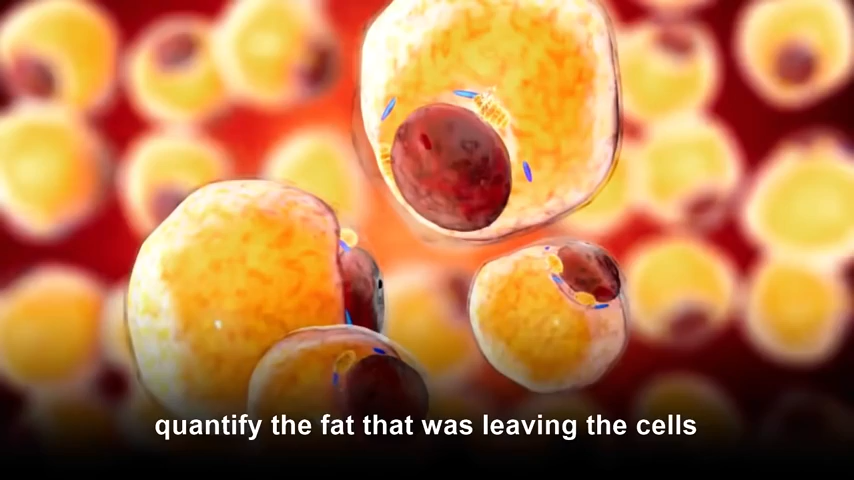 quantify the fat that was leaving the cells